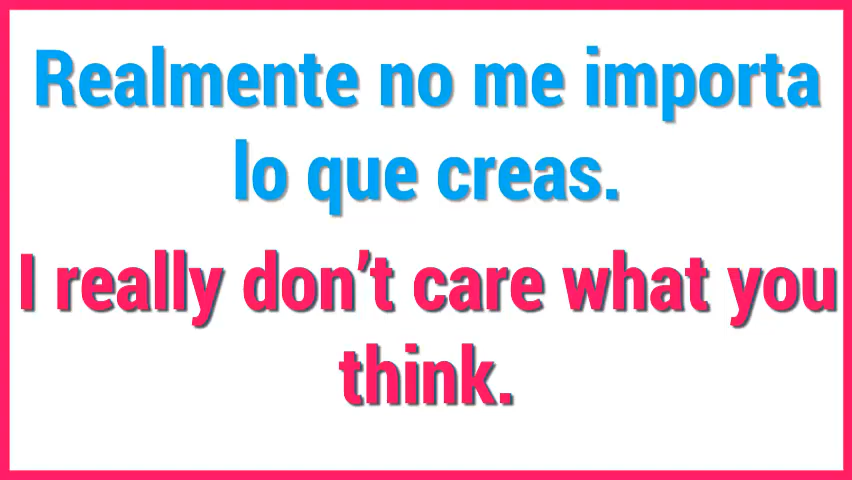 Realmente no me importa
lo que creas.
I really don’t care what you
think.